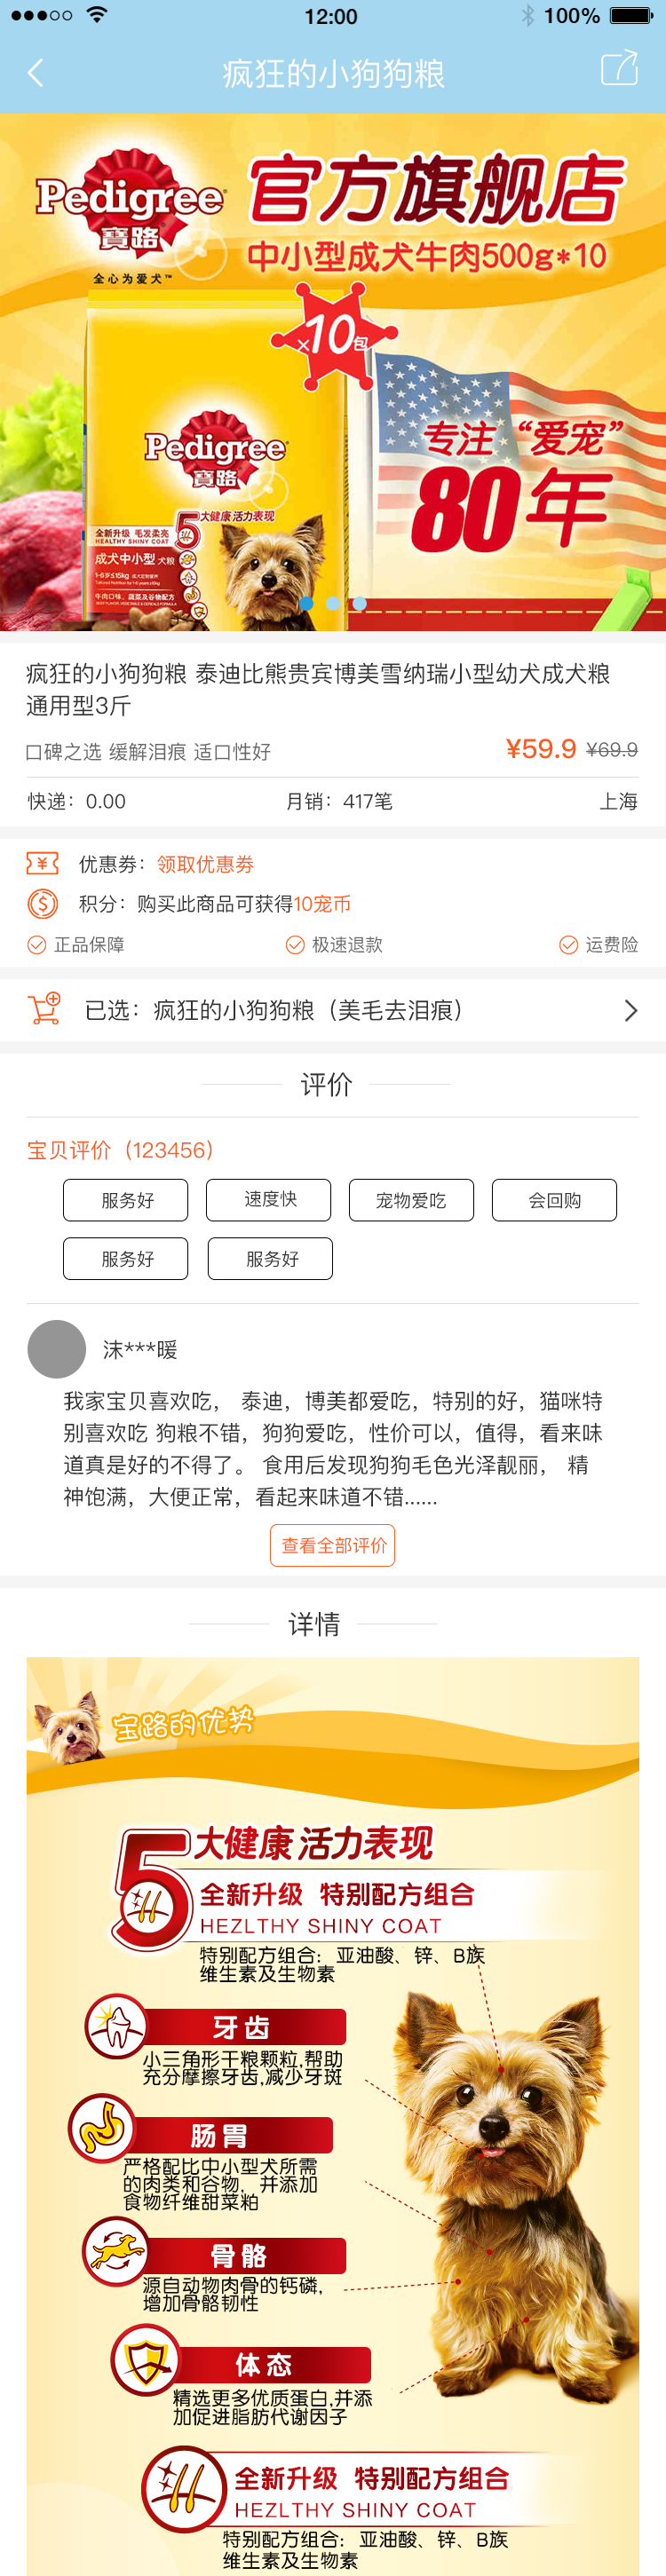 12:00
100%
疯狂的小狗狗粮
Pedigree
寶路
全心为爱犬™
官方旗舰店
中小型成犬牛肉500g*10
×10包
专注“爱宠”
80年
Pedigree
寶路
5大健康 活力表现
全新升级 毛发柔亮
HEALTHY SHINY COAT
成犬中小型 犬粮
牛肉口味、蔬菜及谷物配方
疯狂的小狗狗粮 泰迪比熊贵宾博美雪纳瑞小型幼犬成犬粮
通用型3斤
口碑之选 缓解泪痕 适口性好
¥59.9 ¥69.9
快递：0.00 月销：417笔 上海
优惠券：领取优惠券
积分：购买此商品可获得10宠币
正品保障 极速退款 运费险
已选：疯狂的小狗狗粮（美毛去泪痕）
评价
宝贝评价（123456）
服务好 速度快 宠物爱吃 会回购
服务好 服务好
沫***暖
我家宝贝喜欢吃， 泰迪，博美都爱吃，特别的好，猫咪特
别喜欢吃 狗粮不错，狗狗爱吃，性价可以，值得，看来味
道真是好的不得了。 食用后发现狗狗毛色光泽靓丽， 精
神饱满，大便正常，看起来味道不错......
查看全部评价
详情
宝路的优势
5大健康 活力表现
全新升级 特别配方组合
HEZLTHY SHINY COAT
特别配方组合：亚油酸、锌、B族
维生素及生物素
牙齿
小三角形干粮颗粒,帮助
充分摩擦牙齿,减少牙斑
肠胃
严格配比中小型犬所需
的肉类和谷物，并添加
食物纤维甜菜粕
骨骼
源自动物肉骨的钙磷,
增加骨骼韧性
体态
精选更多优质蛋白,并添
加促进脂肪代谢因子
全新升级 特别配方组合
HEZLTHY SHINY COAT
特别配方组合：亚油酸、锌、B族
维生素及生物素